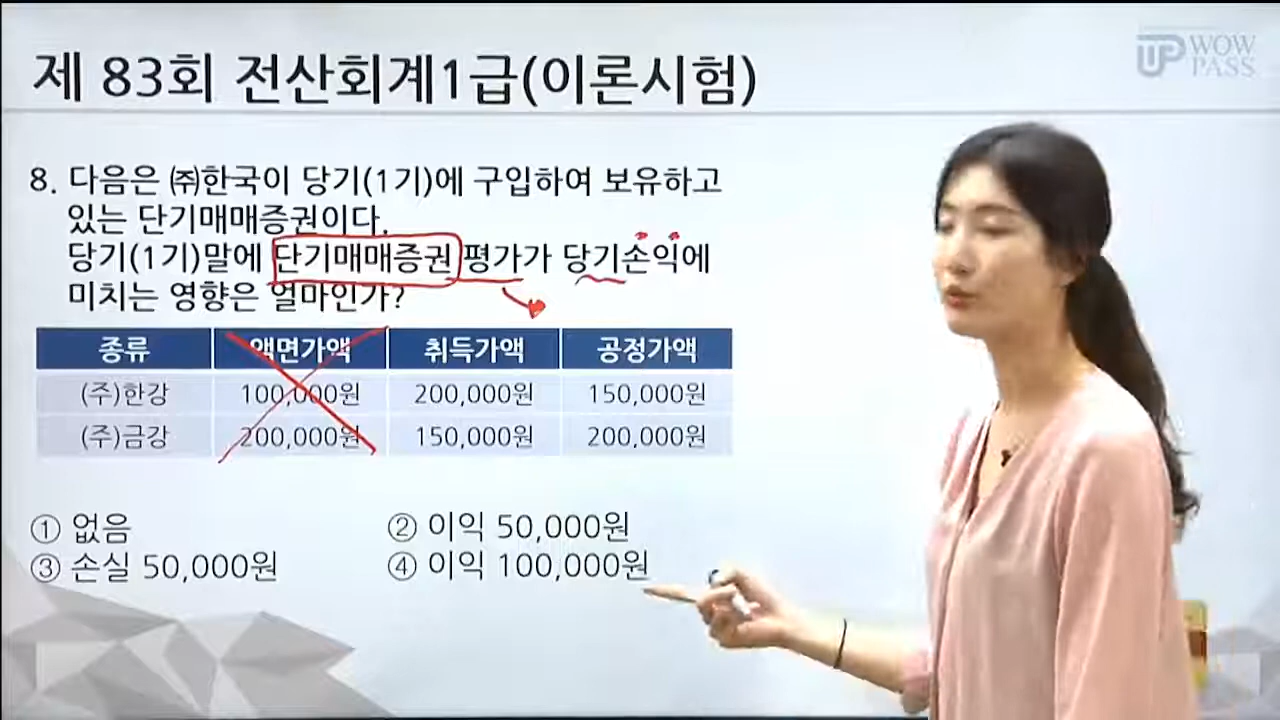 제 83회 전산회계1급(이론시험)
UP WOW PASS
8. 다음은 ㈜한국이 당기(1기)에 구입하여 보유하고
있는 단기매매증권이다.
당기(1기)말에 단기매매증권 평가가 당기손익에
미치는 영향은 얼마인가?
종류 액면가액 취득가액 공정가액
(주)한강 100,000원 200,000원 150,000원
(주)금강 200,000원 150,000원 200,000원
① 없음 ② 이익 50,000원
③ 손실 50,000원 ④ 이익 100,000원